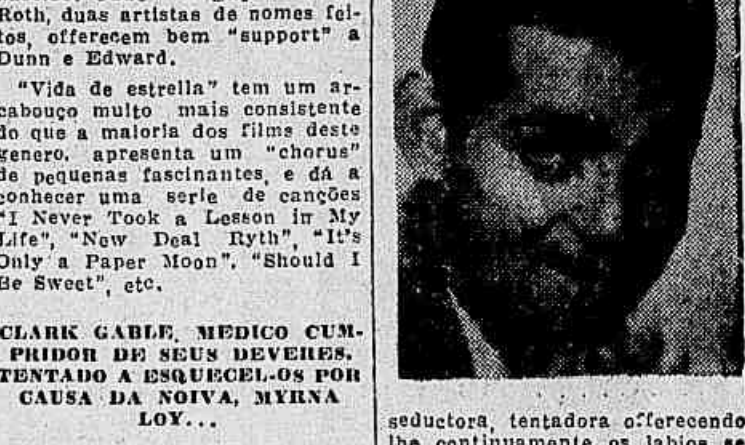 Roth, duas artistas de nomes fei-
tos, offerecem bem "support" a
Dunn e Edward.
"Vida de estrella" tem um ar-
cabouço muito mais consistente
do que a maioria dos films deste
genero, apresenta um "chorus"
de pequenas fascinantes, e dá a
conhecer uma serie de canções
"I Never Took a Lesson in My
Life", "New Deal Ryth", "It's
Only a Paper Moon", "Should I
Be Sweet", etc.
CLARK GABLE, MEDICO CUM-
PRIDOR DE SEUS DEVERES,
TENTADO A ESQUECEL-OS POR
CAUSA DA NOIVA, MYRNA
LOY...
seductora, tentadora offerecendo
lhe continuamente os labios